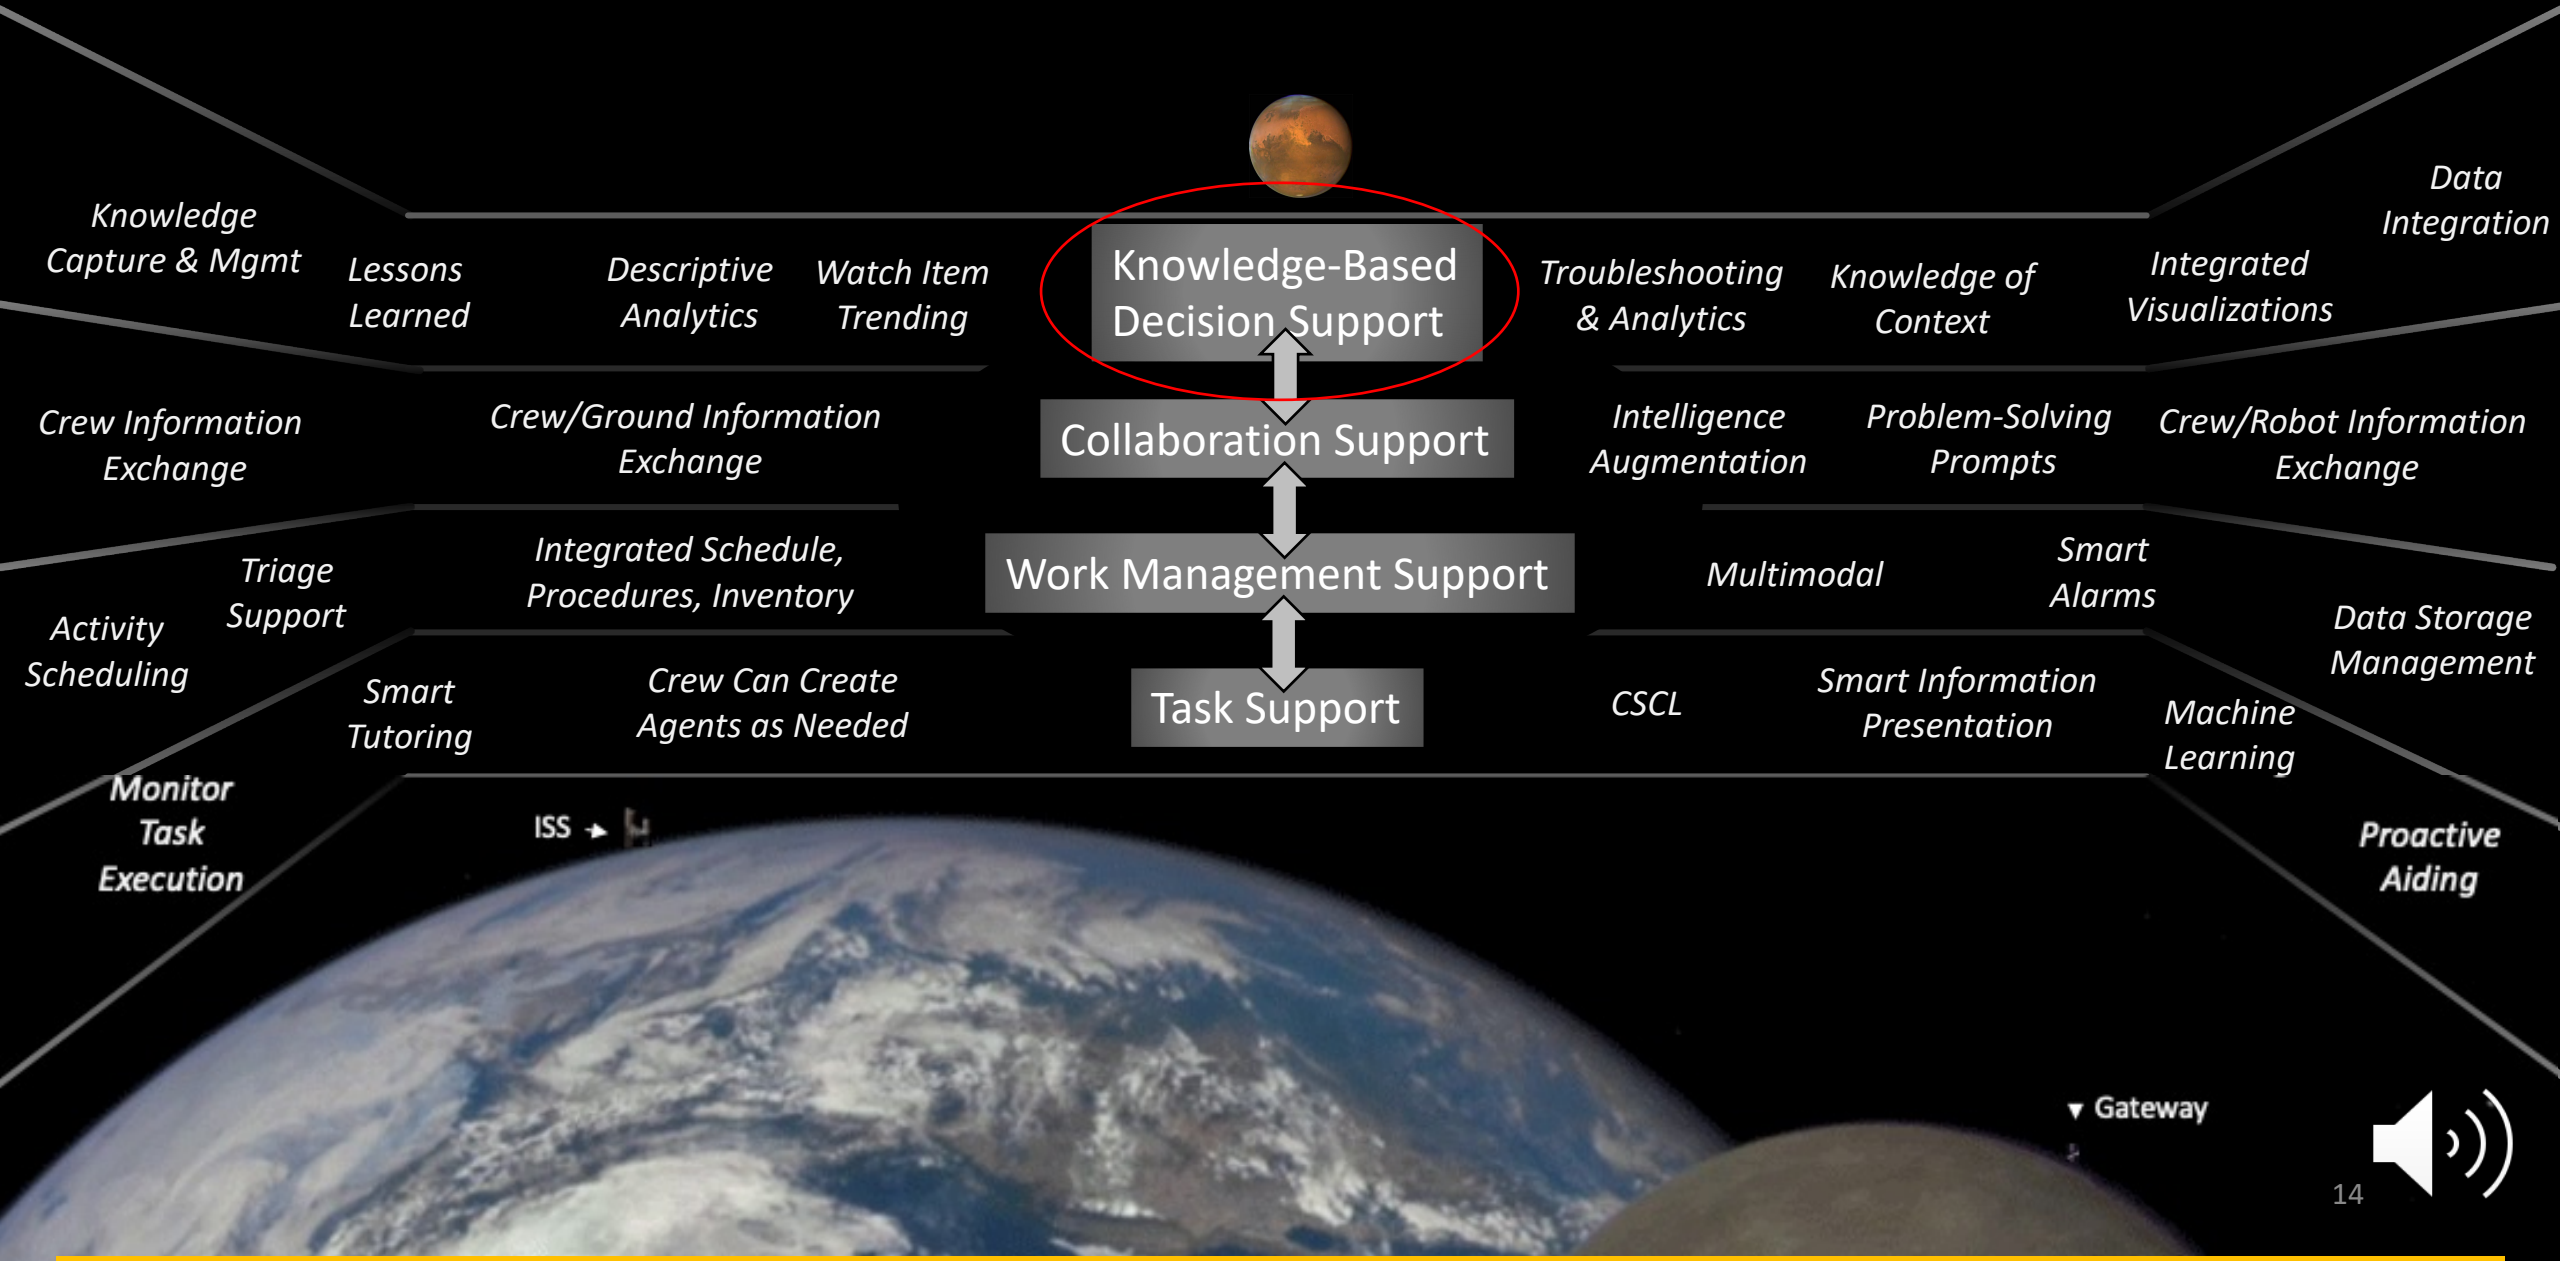 Knowledge
Capture & Mgmt
Lessons
Learned
Descriptive
Analytics
Watch Item
Trending
Knowledge-Based
Decision Support
Troubleshooting
& Analytics
Knowledge of
Context
Integrated
Visualizations
Data
Integration
Crew Information
Exchange
Crew/Ground Information
Exchange
Collaboration Support
Intelligence
Augmentation
Problem-Solving
Prompts
Crew/Robot Information
Exchange
Activity
Scheduling
Triage
Support
Integrated Schedule,
Procedures, Inventory
Work Management Support
Multimodal
Smart
Alarms
Data Storage
Management
Monitor
Task
Execution
Smart
Tutoring
Crew Can Create
Agents as Needed
Task Support
CSCL
Smart Information
Presentation
Machine
Learning
Proactive
Aiding
ISS
Gateway
14